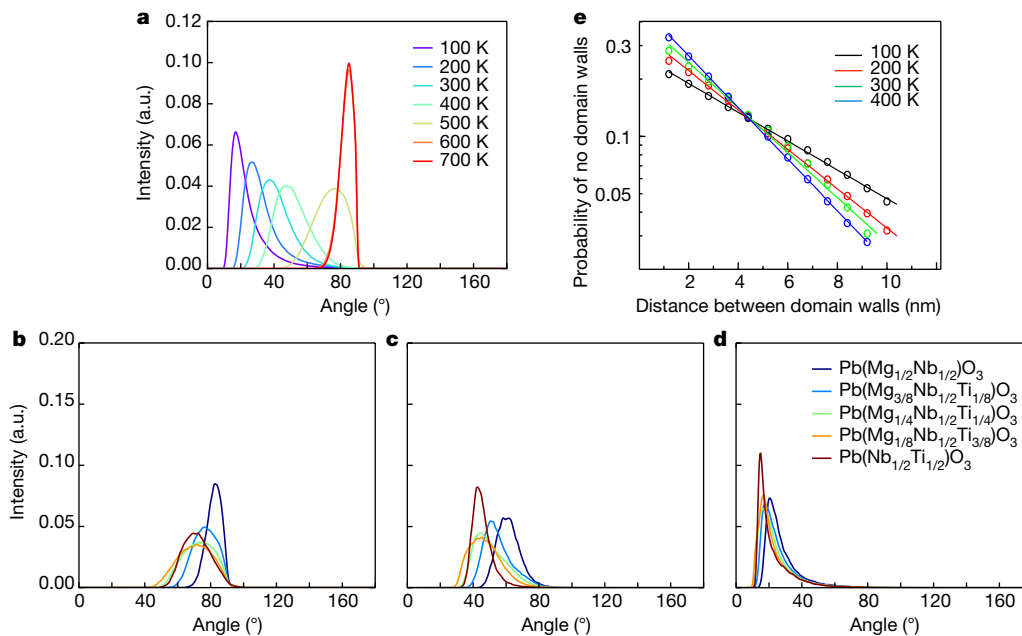 a
0.12
0.10
0.08
0.06
0.04
0.02
0.00
Intensity (a.u.)
100 K
200 K
300 K
400 K
500 K
600 K
700 K
0 40 80 120 160
Angle (°)
e
0.3
0.1
0.05
Probability of no domain walls
100 K
200 K
300 K
400 K
2 4 6 8 10
Distance between domain walls (nm)
b
0.20
0.15
0.10
0.05
0.00
Intensity (a.u.)
0 40 80 120 160
Angle (°)
c
0 40 80 120 160
Angle (°)
d
Pb(Mg1/2Nb1/2)O3
Pb(Mg3/8Nb1/2Ti1/8)O3
Pb(Mg1/4Nb1/2Ti1/4)O3
Pb(Mg1/8Nb1/2Ti3/8)O3
Pb(Nb1/2Ti1/2)O3
0 40 80 120 160
Angle (°)